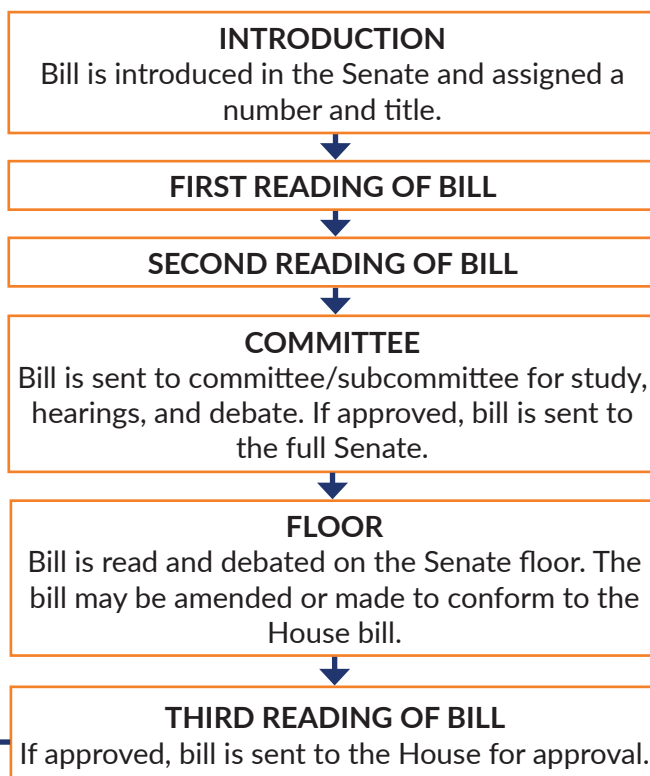 INTRODUCTION
Bill is introduced in the Senate and assigned a
number and title.
FIRST READING OF BILL
SECOND READING OF BILL
COMMITTEE
Bill is sent to committee/subcommittee for study,
hearings, and debate. If approved, bill is sent to
the full Senate.
FLOOR
Bill is read and debated on the Senate floor. The
bill may be amended or made to conform to the
House bill.
THIRD READING OF BILL
If approved, bill is sent to the House for approval.